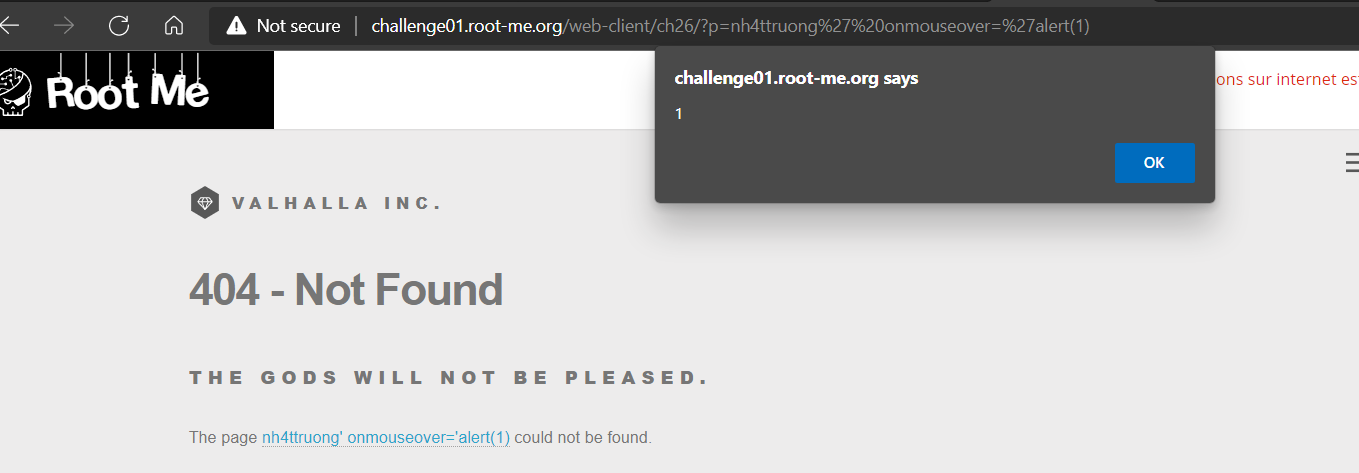 Not secure | challenge01.root-me.org/web-client/ch26/?p=nh4ttruong%27%20onmouseover=%27alert(1)
challenge01.root-me.org says
Root Me
ons sur internet est
1
OK
VALHALLA INC.
404 - Not Found
THE GODS WILL NOT BE PLEASED.
The page nh4ttruong' onmouseover='alert(1) could not be found.